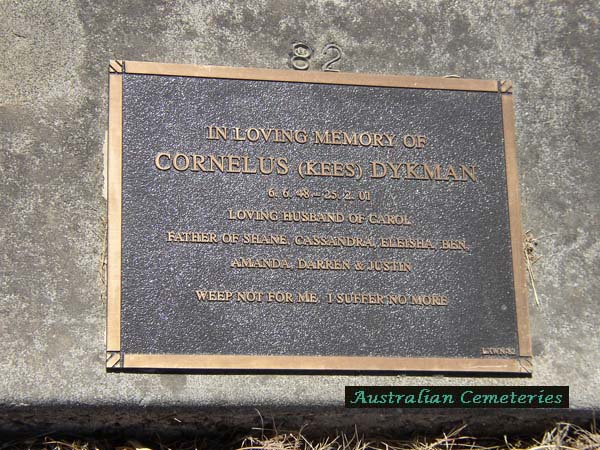 82
IN LOVING MEMORY OF
CORNELUS (KEES) DYKMAN
6. 6. 48 – 25. 2. 01
LOVING HUSBAND OF CAROL
FATHER OF SHANE, CASSANDRA, ELEISHA, BEN,
AMANDA, DARREN & JUSTIN
WEEP NOT FOR ME, I SUFFER NO MORE
Australian Cemeteries